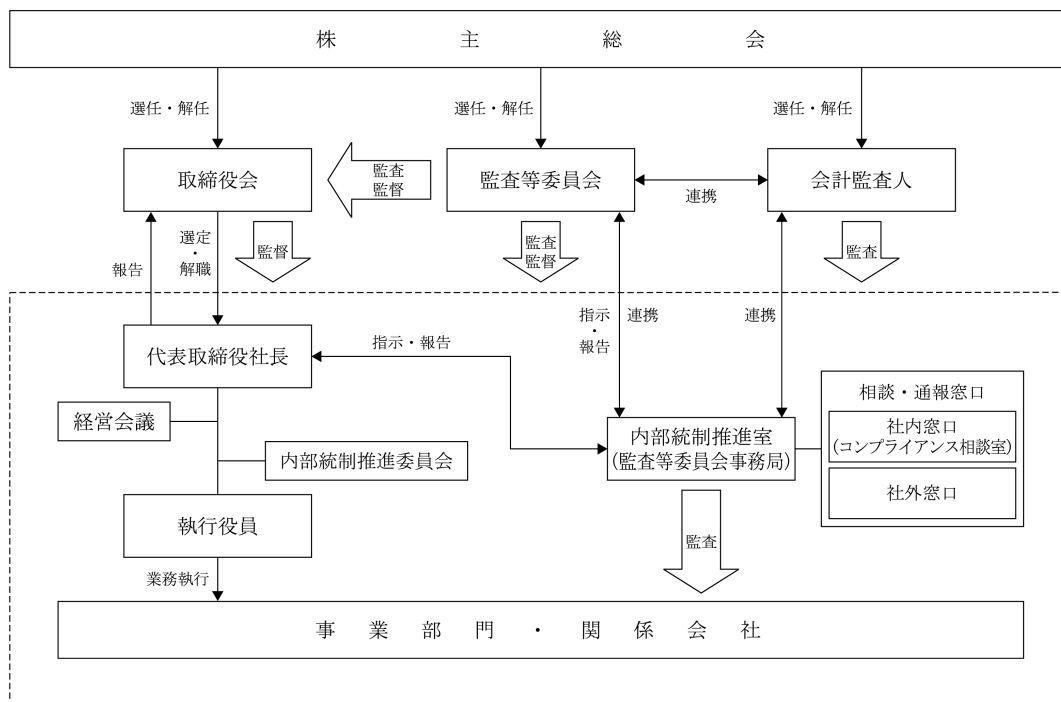 株主総会
選任・解任
選任・解任
選任・解任
取締役会
監査
監督
監査等委員会
連携
会計監査人
報告
選定
・
解職
監督
監査
監督
監査
代表取締役社長
指示・報告
指示
・
報告
連携
連携
経営会議
内部統制推進委員会
内部統制推進室
(監査等委員会事務局)
相談・通報窓口
社内窓口
(コンプライアンス相談室)
社外窓口
執行役員
監査
業務執行
事業部門・関係会社